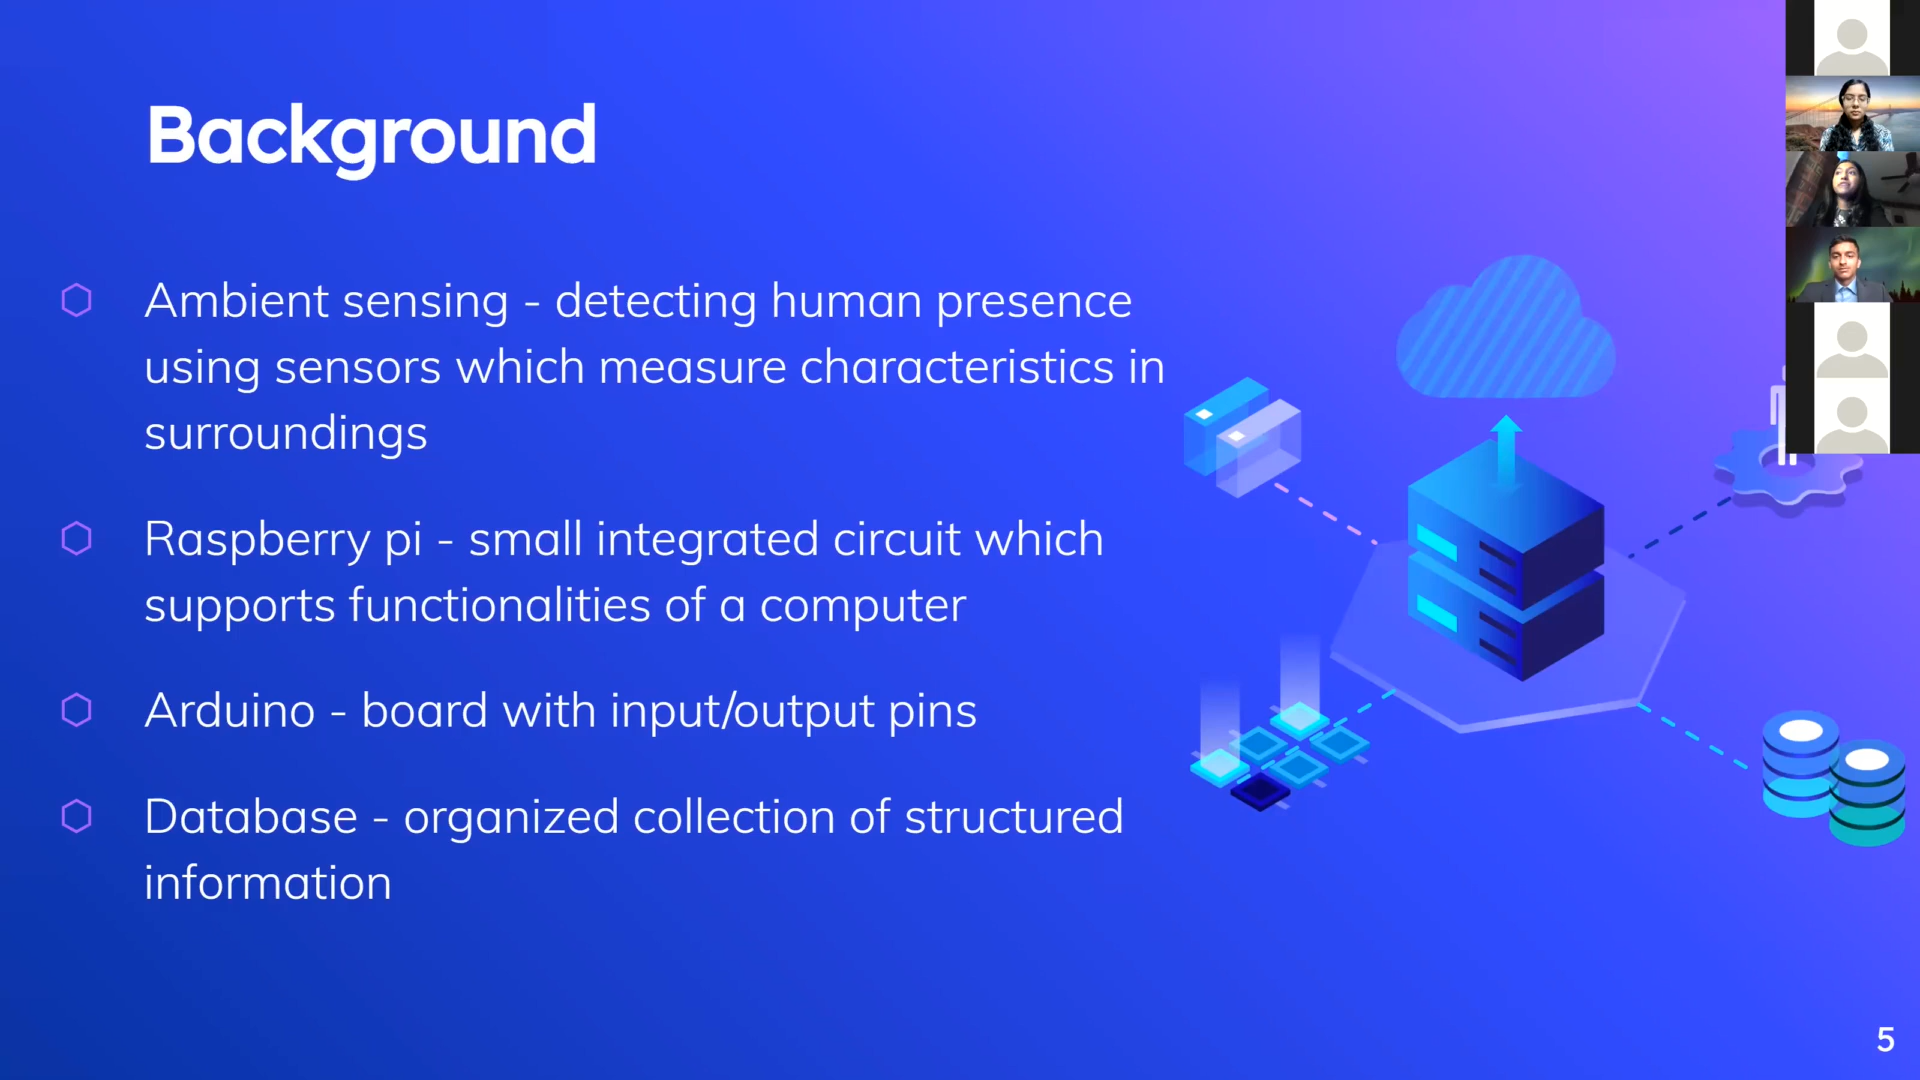 Background
Ambient sensing - detecting human presence
using sensors which measure characteristics in
surroundings
Raspberry pi - small integrated circuit which
supports functionalities of a computer
Arduino - board with input/output pins
Database - organized collection of structured
information
5